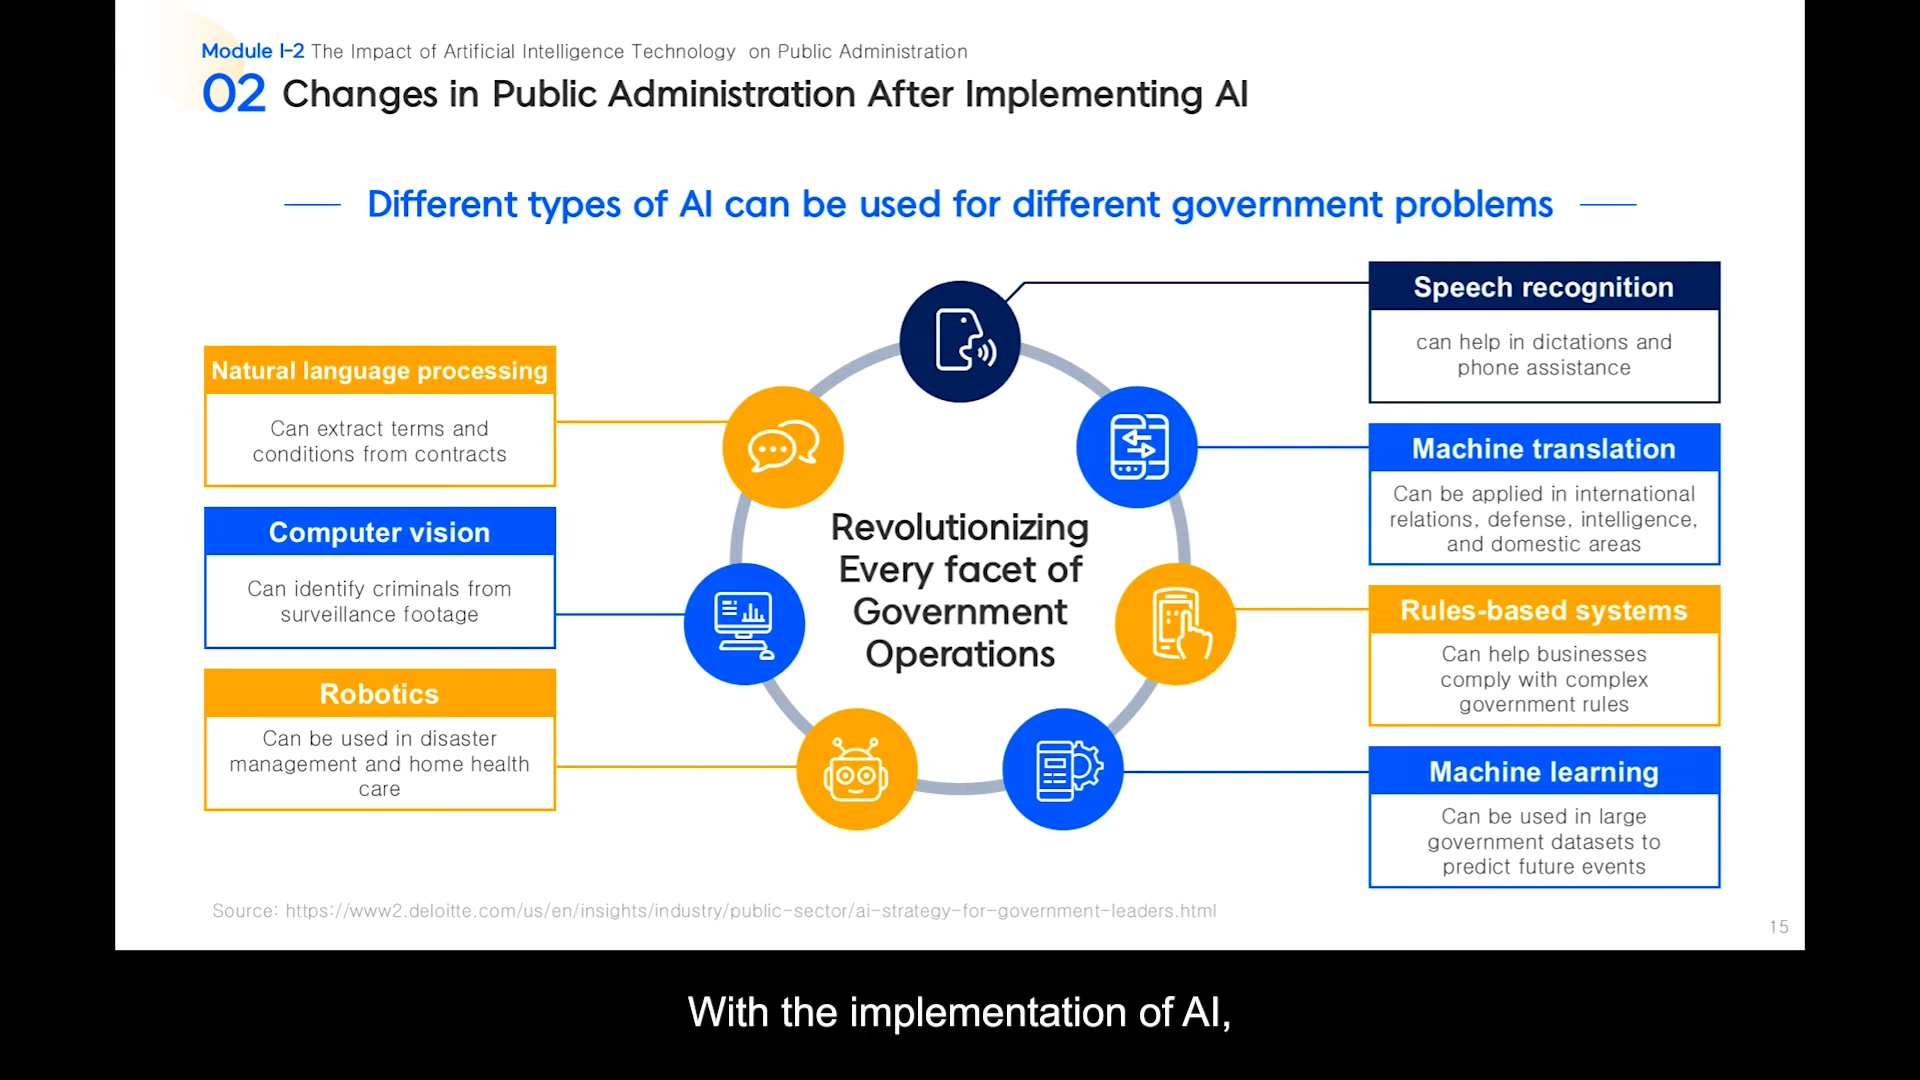 Module I-2 The Impact of Artificial Intelligence Technology on Public Administration
02 Changes in Public Administration After Implementing AI
Different types of AI can be used for different government problems
Natural language processing
Can extract terms and
conditions from contracts
Computer vision
Can identify criminals from
surveillance footage
Robotics
Can be used in disaster
management and home health
care
Revolutionizing
Every facet of
Government
Operations
Speech recognition
can help in dictations and
phone assistance
Machine translation
Can be applied in international
relations, defense, intelligence,
and domestic areas
Rules-based systems
Can help businesses
comply with complex
government rules
Machine learning
Can be used in large
government datasets to
predict future events
Source: https://www2.deloitte.com/us/en/insights/industry/public-sector/ai-strategy-for-government-leaders.html
15
With the implementation of AI,